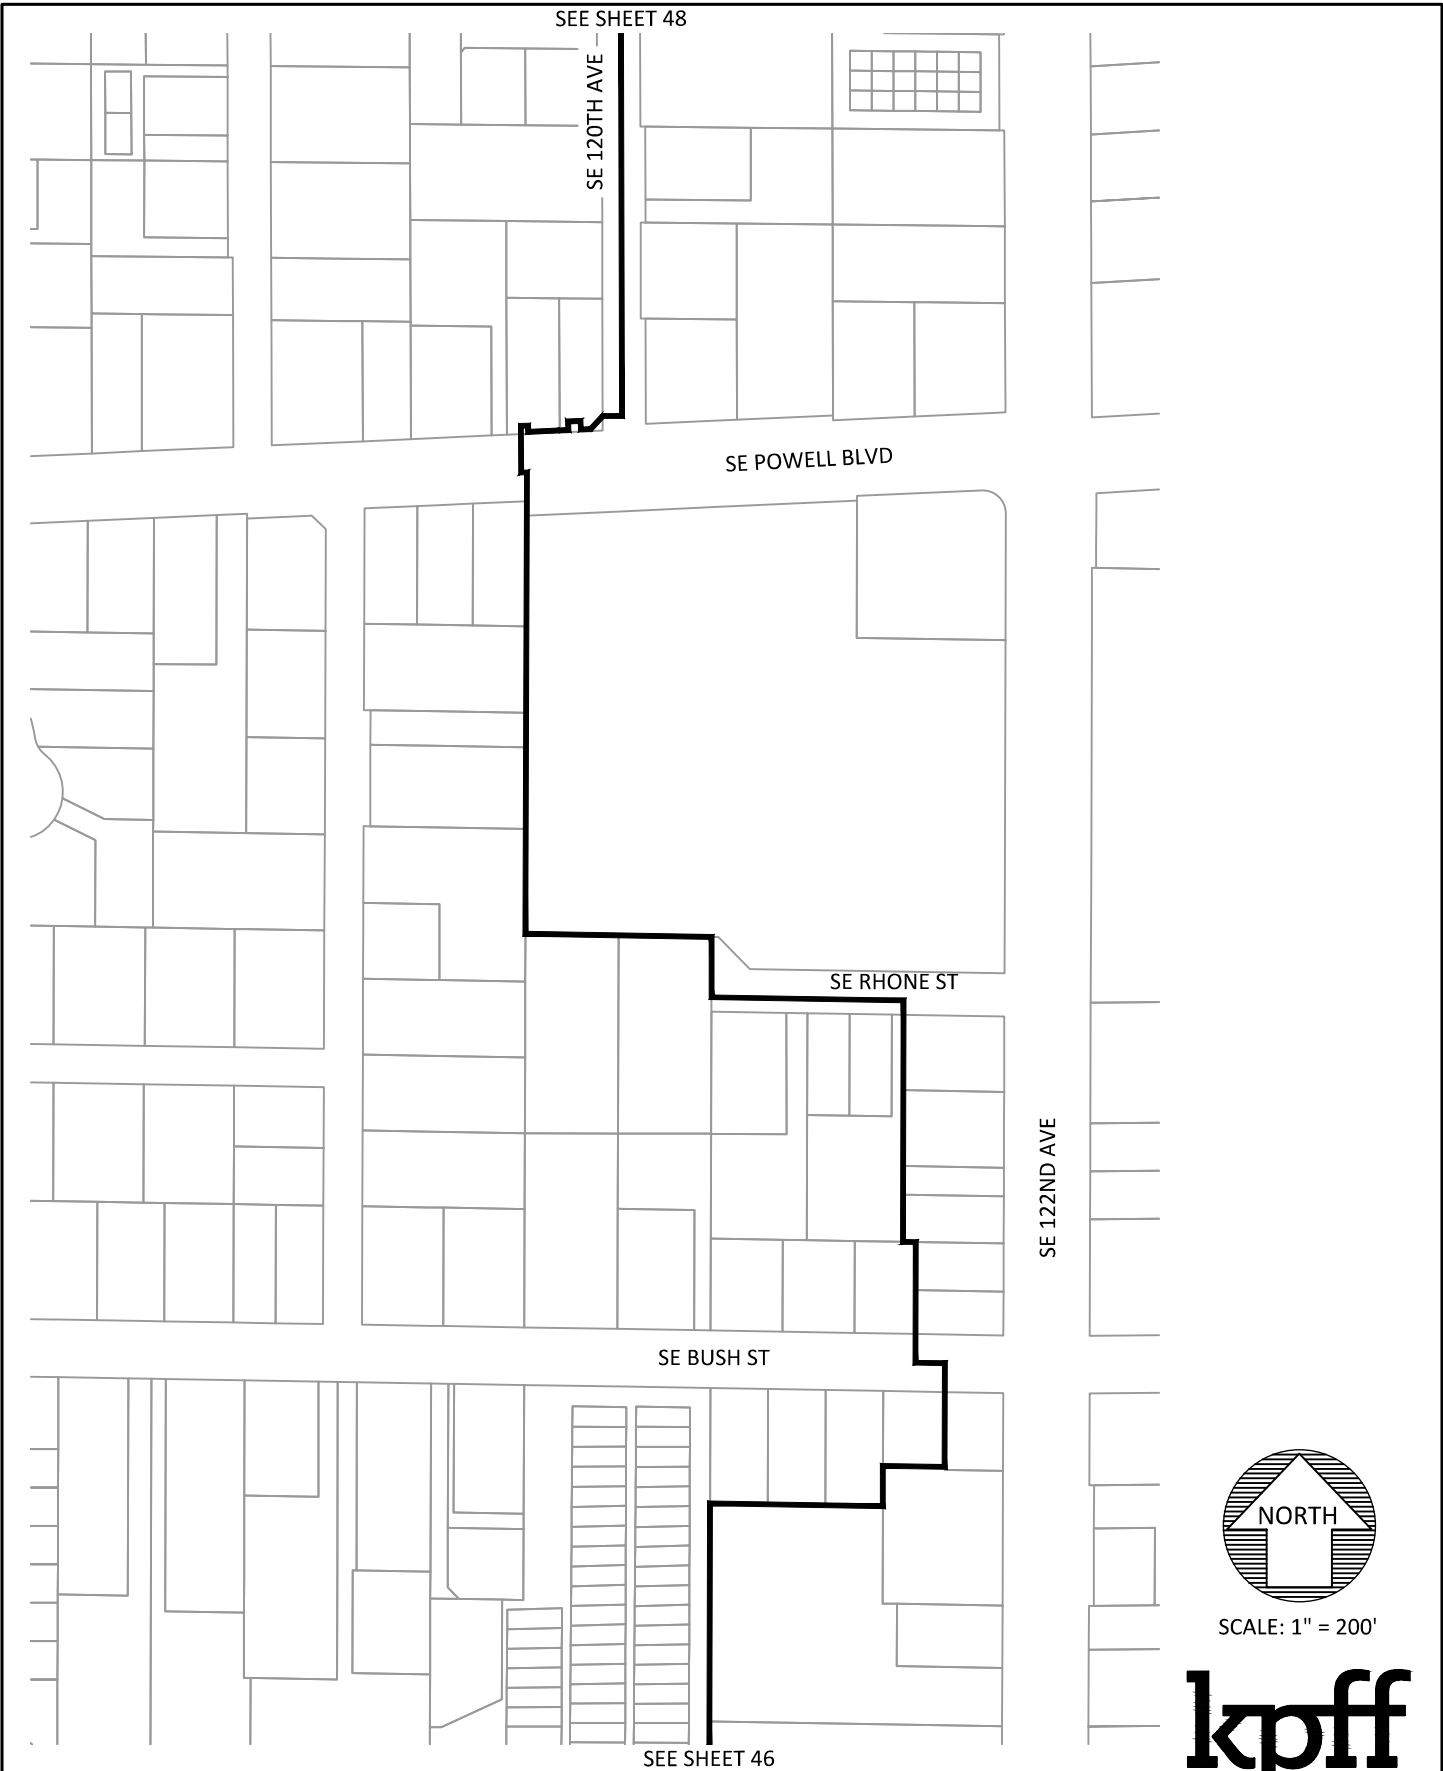 SEE SHEET 48
SE 120TH AVE
SE POWELL BLVD
SE RHONE ST
SE 122ND AVE
SE BUSH ST
NORTH
SCALE: 1" = 200'
kpff
SEE SHEET 46